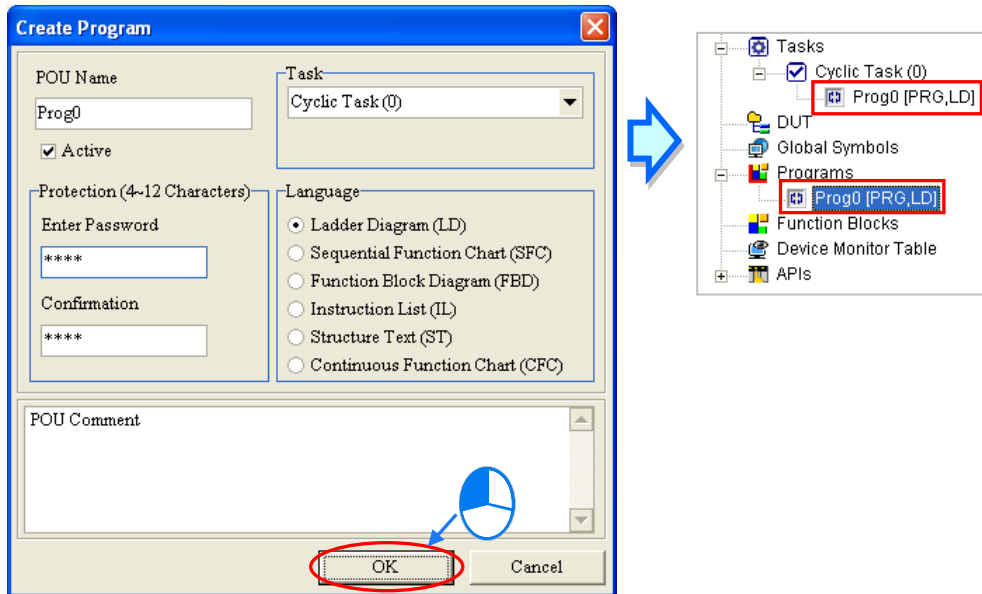 Create Program
POU Name
Prog0
Active
Task
Cyclic Task (0)
Protection (4~12 Characters)
Enter Password
****
Confirmation
****
Language
Ladder Diagram (LD)
Sequential Function Chart (SFC)
Function Block Diagram (FBD)
Instruction List (IL)
Structure Text (ST)
Continuous Function Chart (CFC)
POU Comment
OK
Cancel
Tasks
Cyclic Task (0)
Prog0 [PRG,LD]
DUT
Global Symbols
Programs
Prog0 [PRG,LD]
Function Blocks
Device Monitor Table
APIs